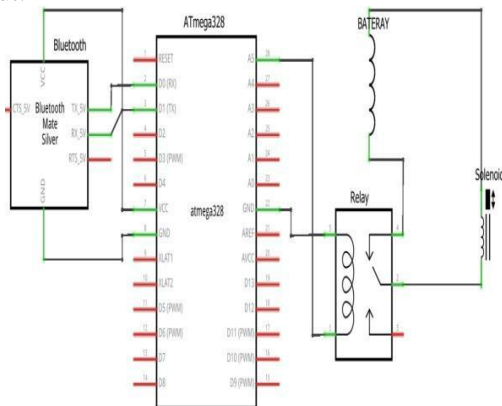 ATmega328
Bluetooth
VCC
CTS_5V
Bluetooth
Mate
Silver
TX_5V
RX_5V
RTS_5V
GND
RESET
D0 (RX)
D1 (TX)
D2
D3 (PWM)
D4
VCC
GND
XLAT1
XLAT2
D5 (PWM)
D6 (PWM)
D7
D8
atmega328
A5
A4
A3
A2
A1
A0
GND
AREF
AVCC
D13
D12
D11 (PWM)
D10 (PWM)
D9 (PWM)
BATERAY
Relay
Solenoid